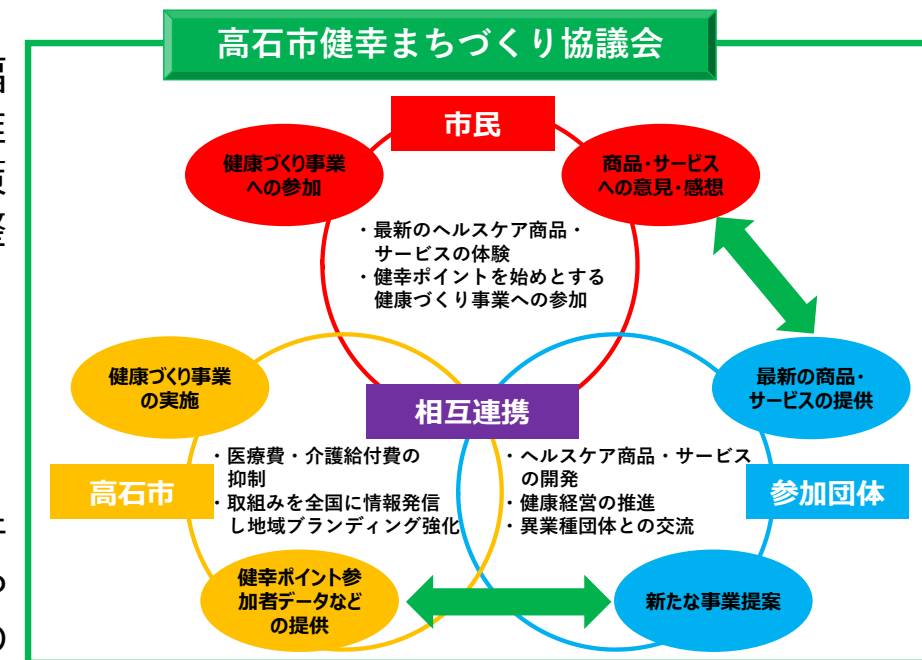 高石市健幸まちづくり協議会
市民
健康づくり事業
への参加
商品・サービス
への意見・感想
・最新のヘルスケア商品・
サービスの体験
・健幸ポイントを始めとする
健康づくり事業への参加
健康づくり事業
の実施
最新の商品・
サービスの提供
相互連携
高石市
・医療費・介護給付費の
抑制
・取組みを全国に情報発信
し地域ブランディング強化
・ヘルスケア商品・サービス
の開発
・健康経営の推進
・異業種団体との交流
参加団体
健幸ポイント参
加者データなど
の提供
新たな事業提案